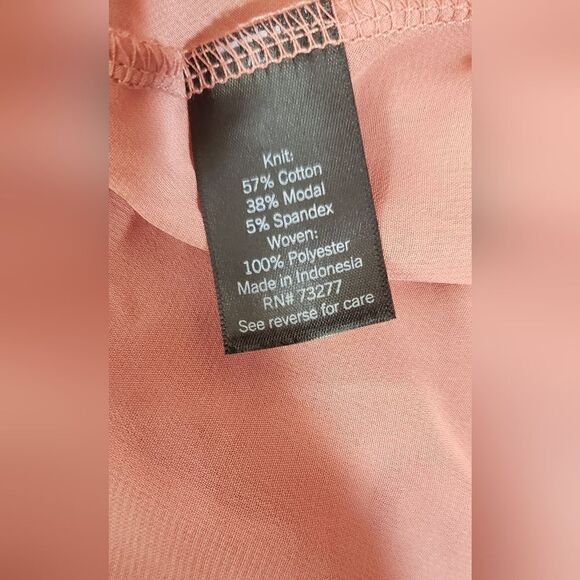 Knit:
57% Cotton
38% Modal
5% Spandex
Woven:
100% Polyester
Made in Indonesia
RN# 73277
See reverse for care